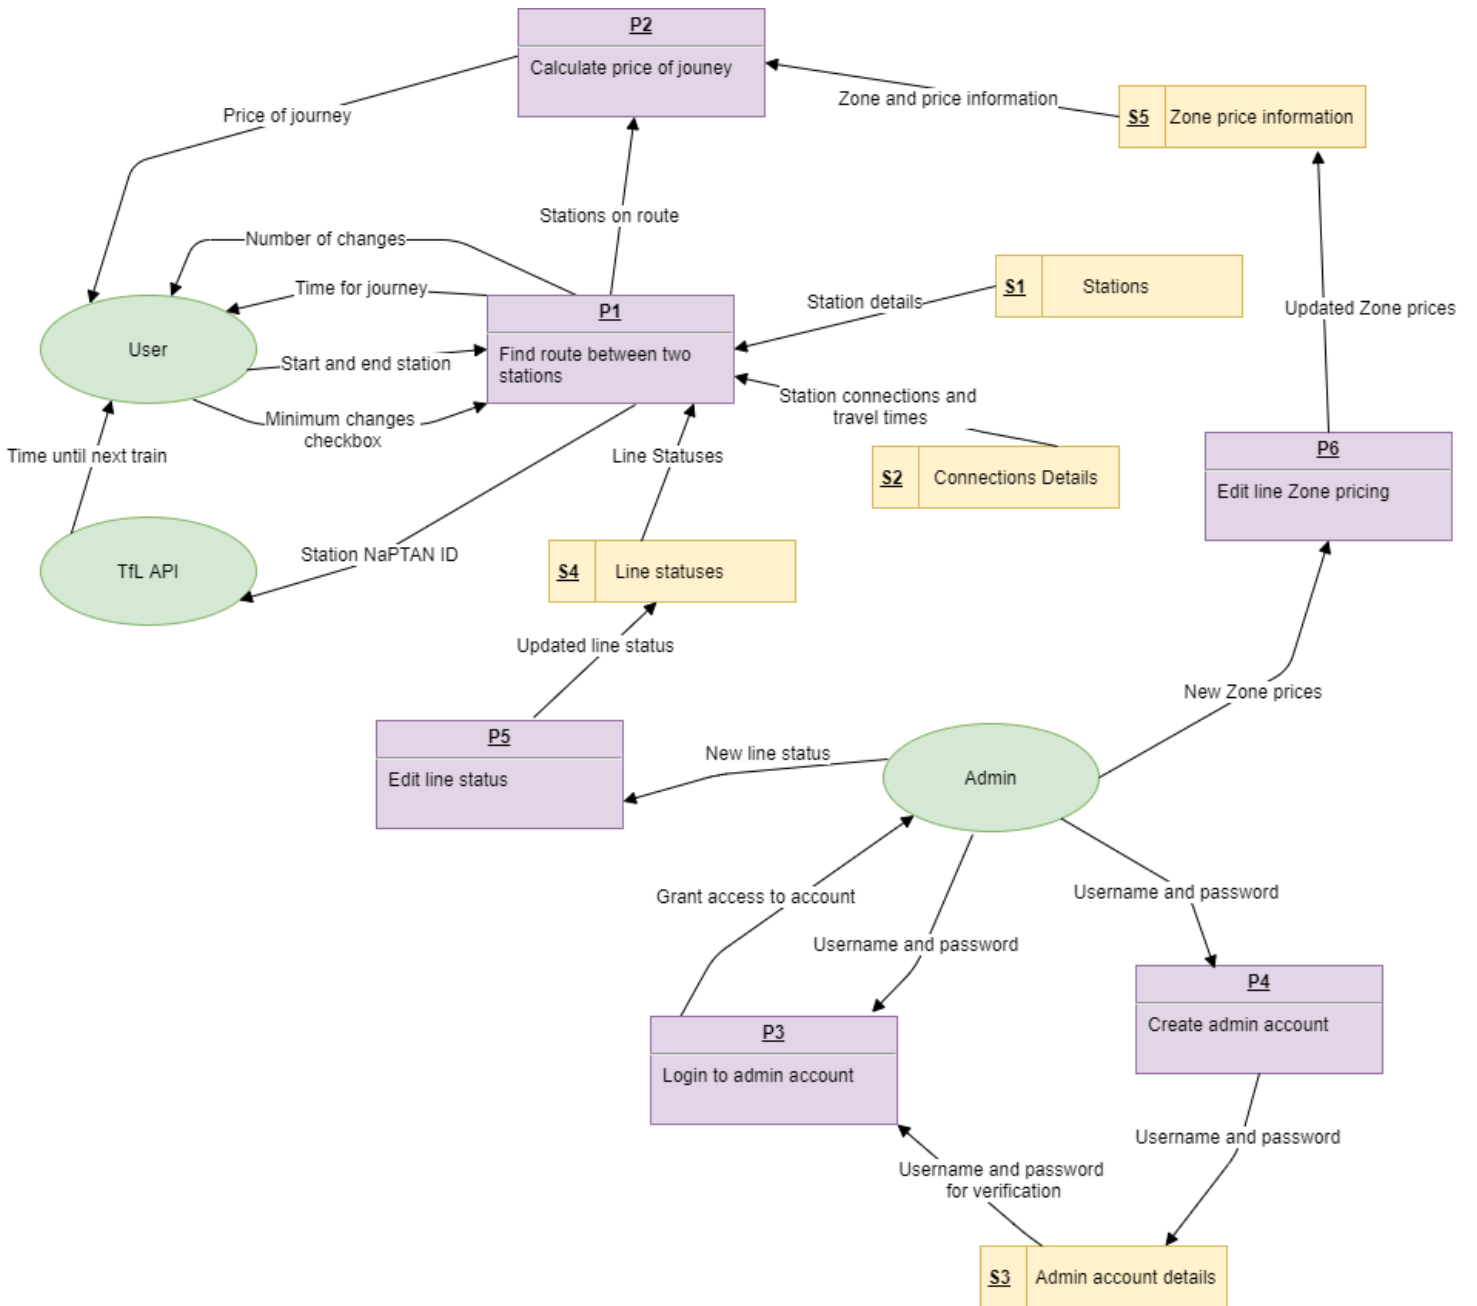 P2
Calculate price of jouney
Price of journey
Zone and price information
S5 Zone price information
Stations on route
Number of changes
Time for journey
P1
Find route between two
stations
User
Start and end station
Minimum changes
checkbox
Station details
S1 Stations
Updated Zone prices
Station connections and
travel times
Time until next train
Line Statuses
S2 Connections Details
P6
Edit line Zone pricing
TfL API
Station NaPTAN ID
S4 Line statuses
Updated line status
New Zone prices
P5
Edit line status
New line status
Admin
Grant access to account
Username and password
Username and password
P3
Login to admin account
P4
Create admin account
Username and password
for verification
Username and password
S3 Admin account details